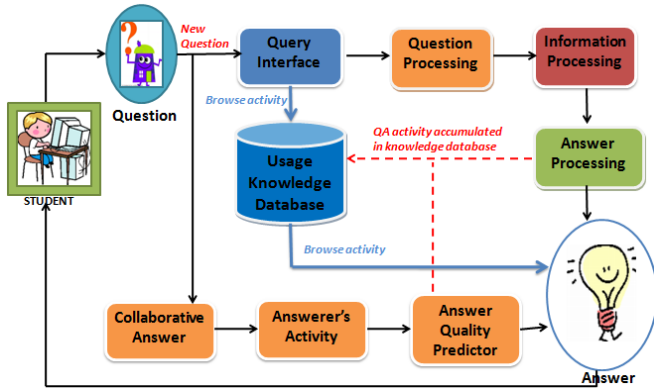 New
Question
Query
Interface
Question
Processing
Information
Processing
Question
Browse activity
QA activity accumulated
in knowledge database
Answer
Processing
Usage
Knowledge
Database
STUDENT
Browse activity
Collaborative
Answer
Answerer's
Activity
Answer
Quality
Predictor
Answer